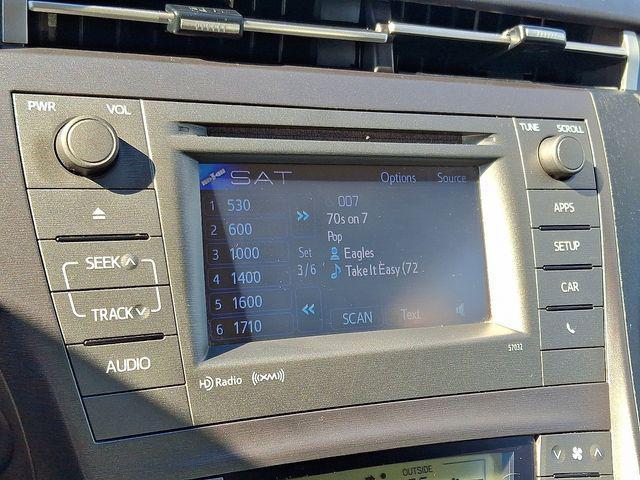 PWR VOL
TUNE SCROLL
SAT Options Source
1 530
2 600
3 1000
4 1400
5 1600
6 1710
Set
3/6
007
70s on 7
Pop
Eagles
Take It Easy (72
SCAN Text
SEEK
TRACK
AUDIO
APPS
SETUP
CAR
HD Radio ((XM))
57032
OUTSIDE